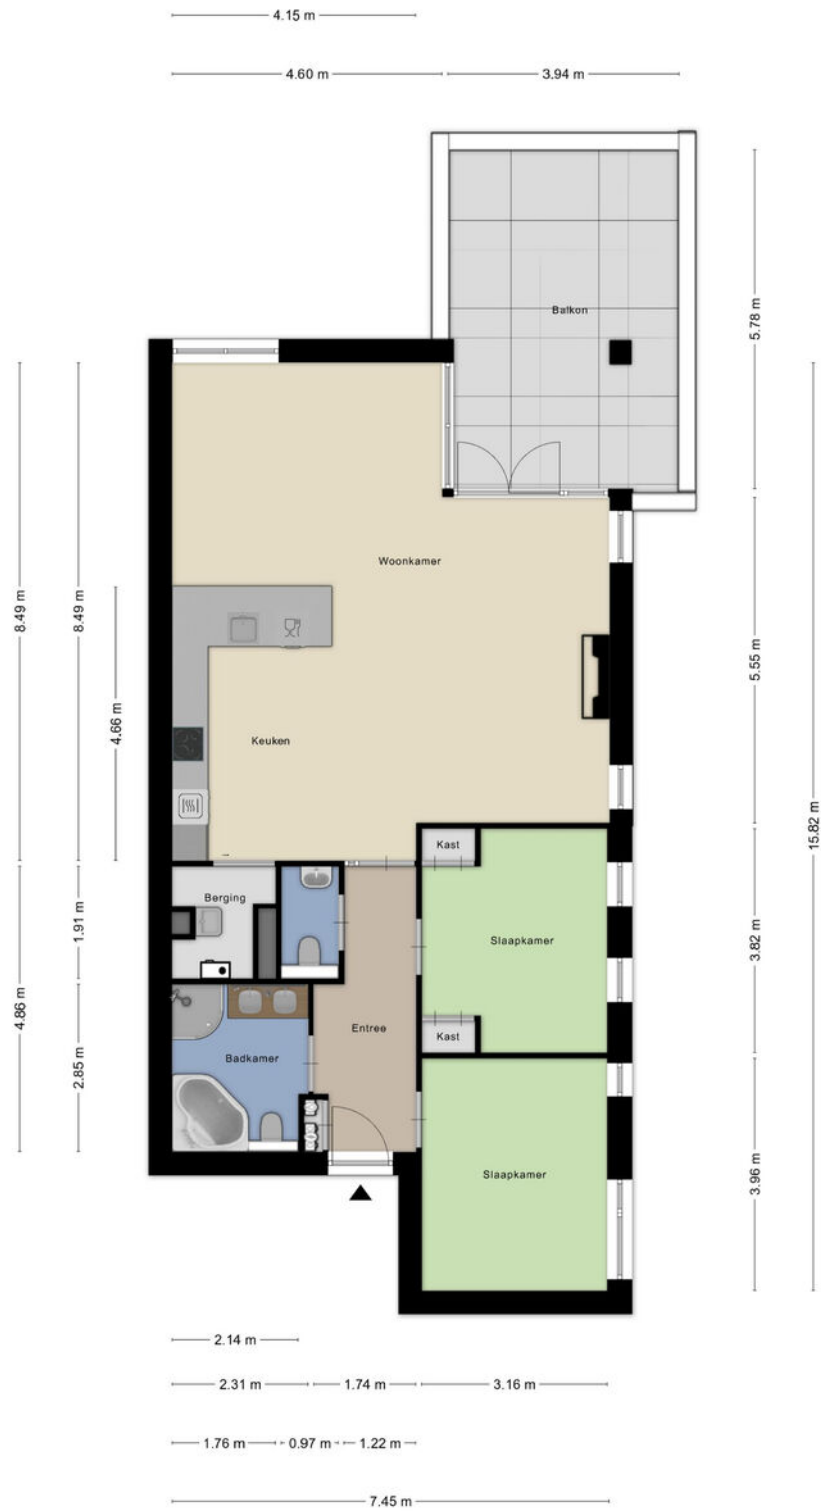 4.15 m
4.60 m
3.94 m
Balkon
5.78 m
Woonkamer
8.49 m
8.49 m
5.55 m
4.66 m
Keuken
15.82 m
Kast
Berging
1.91 m
Slaapkamer
3.82 m
4.86 m
Entree
Kast
Badkamer
2.85 m
Slaapkamer
3.96 m
2.14 m
2.31 m
1.74 m
3.16 m
1.76 m
0.97 m
1.22 m
7.45 m